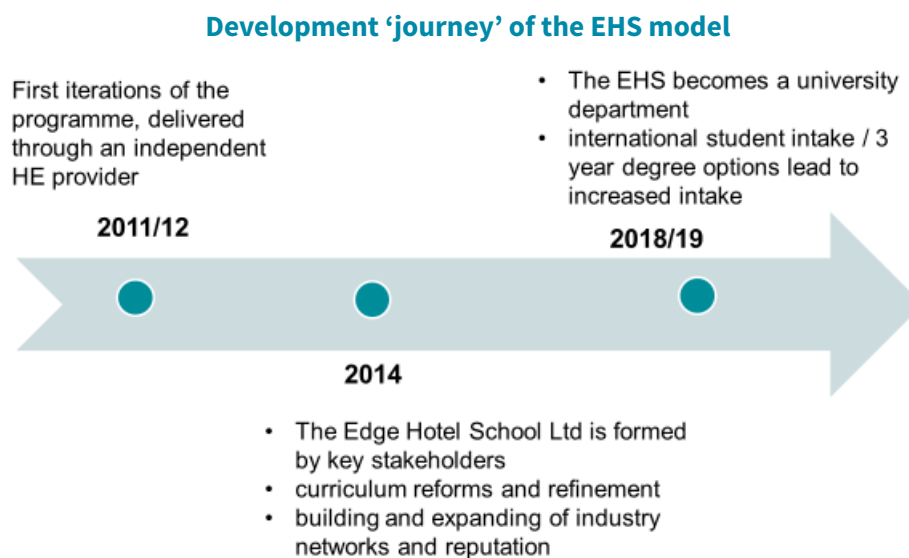 Development ‘journey’ of the EHS model
First iterations of the
programme, delivered
through an independent
HE provider
2011/12
• The EHS becomes a university
department
• international student intake / 3
year degree options lead to
increased intake
2018/19
2014
• The Edge Hotel School Ltd is formed
by key stakeholders
• curriculum reforms and refinement
• building and expanding of industry
networks and reputation